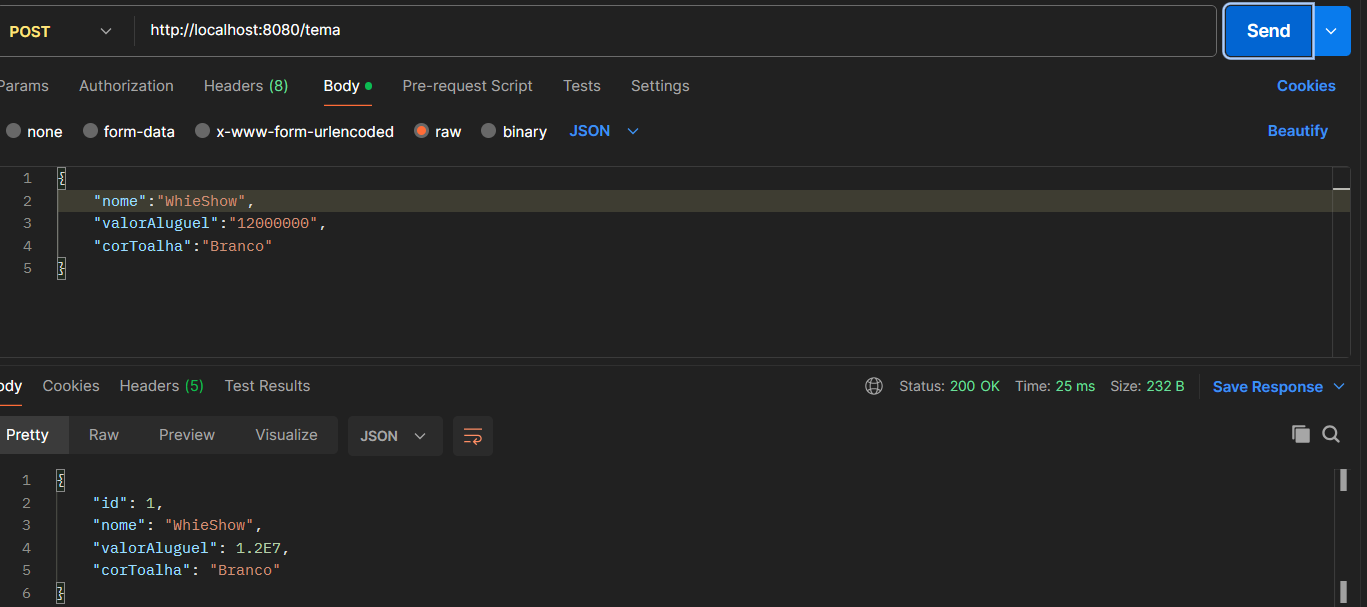 POST http://localhost:8080/tema Send
Params Authorization Headers (8) Body Pre-request Script Tests Settings Cookies
none form-data x-www-form-urlencoded raw binary JSON Beautify
1 {
2 "nome":"WhieShow",
3 "valorAluguel":"12000000",
4 "corToalha":"Branco"
5 }
ody Cookies Headers (5) Test Results Status: 200 OK Time: 25 ms Size: 232 B Save Response
Pretty Raw Preview Visualize JSON
1 {
2 "id": 1,
3 "nome": "WhieShow",
4 "valorAluguel": 1.2E7,
5 "corToalha": "Branco"
6 }